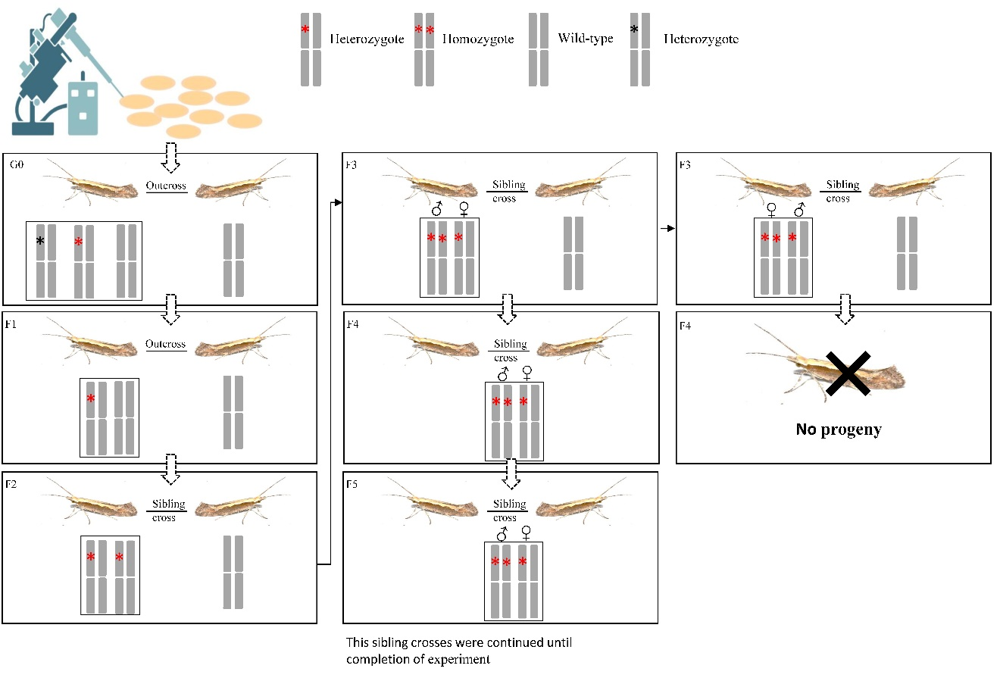 * Heterozygote
* * Homozygote
Wild-type
* Heterozygote
G0
Outcross
* *
F1
Outcross
*
F2
Sibling
cross
* *
F3
Sibling
cross
♂ ♀
* * *
F4
Sibling
cross
♂ ♀
* * *
F5
Sibling
cross
♂ ♀
* * *
This sibling crosses were continued until
completion of experiment
F3
Sibling
cross
♀ ♂
* * *
F4
No progeny